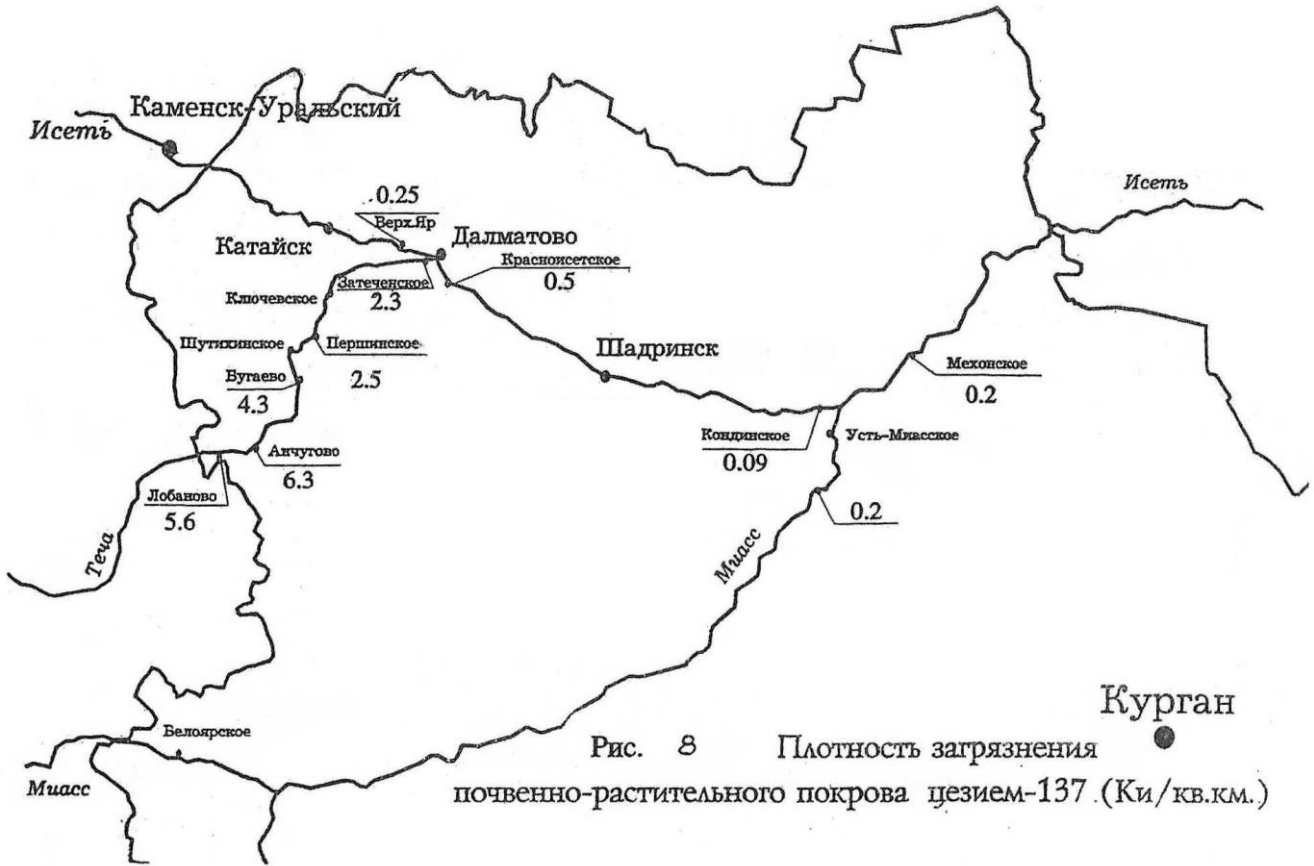 Каменск-Уральский
Исеть
Исеть
0.25
Верх.Яр
Далматово
Катайск
Красноисетское
0.5
Затеченское
2.3
Ключевское
Шутихинское
Першинское
2.5
Шадринск
Бугаево
4.3
Мехонское
0.2
Кондинское
0.09
Усть-Миасское
Анчугово
6.3
Лобаново
5.6
0.2
Теча
Миасс
Белоярское
Миасс
Курган
Рис. 8 Плотность загрязнения
почвенно-растительного покрова цезием-137 (Ки/кв.км.)